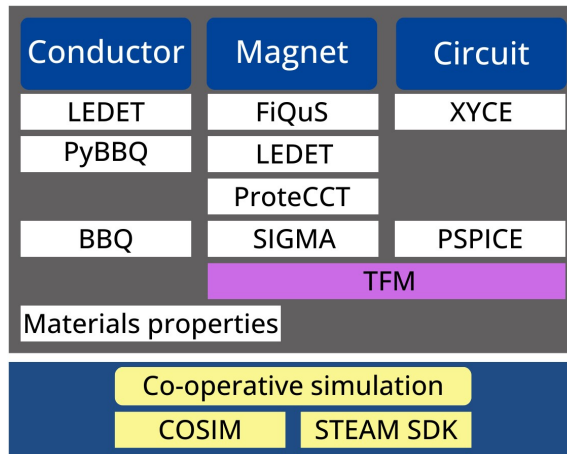 Conductor Magnet Circuit
LEDET FiQuS XYCE
PyBBQ LEDET
ProteCCT
BBQ SIGMA PSPICE
TFM
Materials properties
Co-operative simulation
COSIM STEAM SDK